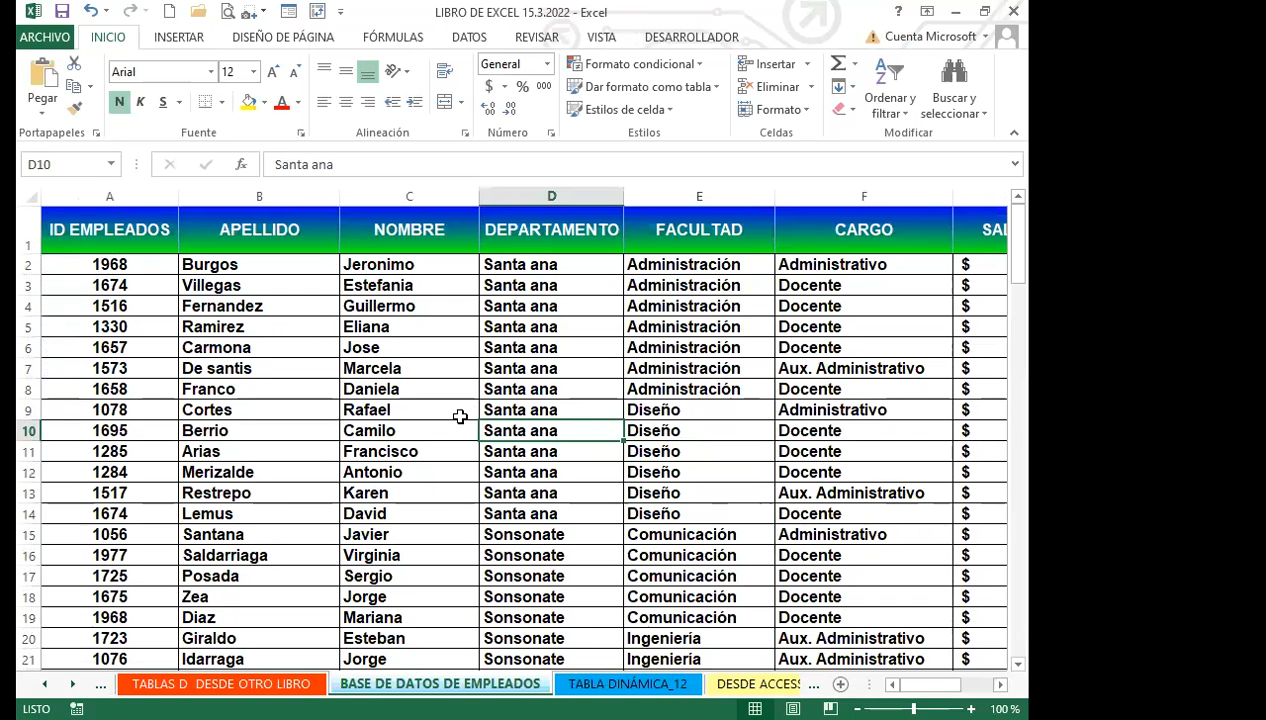 LIBRO DE EXCEL 15.3.2022 - Excel
ARCHIVO INICIO INSERTAR DISEÑO DE PÁGINA FÓRMULAS DATOS REVISAR VISTA DESARROLLADOR Cuenta Microsoft
Pegar
Arial 12
N K S
General
$ % 000
Formato condicional
Dar formato como tabla
Estilos de celda
Insertar
Eliminar
Formato
Ordenar y filtrar
Buscar y seleccionar
Portapapeles Fuente Alineación Número Estilos Celdas Modificar
D10 fx Santa ana
A B C D E F
1 ID EMPLEADOS APELLIDO NOMBRE DEPARTAMENTO FACULTAD CARGO SAL
2 1968 Burgos Jeronimo Santa ana Administración Administrativo $
3 1674 Villegas Estefania Santa ana Administración Docente $
4 1516 Fernandez Guillermo Santa ana Administración Docente $
5 1330 Ramirez Eliana Santa ana Administración Docente $
6 1657 Carmona Jose Santa ana Administración Docente $
7 1573 De santis Marcela Santa ana Administración Aux. Administrativo $
8 1658 Franco Daniela Santa ana Administración Docente $
9 1078 Cortes Rafael Santa ana Diseño Administrativo $
10 1695 Berrio Camilo Santa ana Diseño Docente $
11 1285 Arias Francisco Santa ana Diseño Docente $
12 1284 Merizalde Antonio Santa ana Diseño Docente $
13 1517 Restrepo Karen Santa ana Diseño Aux. Administrativo $
14 1674 Lemus David Santa ana Diseño Docente $
15 1056 Santana Javier Sonsonate Comunicación Administrativo $
16 1977 Saldarriaga Virginia Sonsonate Comunicación Docente $
17 1725 Posada Sergio Sonsonate Comunicación Docente $
18 1675 Zea Jorge Sonsonate Comunicación Docente $
19 1968 Diaz Mariana Sonsonate Comunicación Docente $
20 1723 Giraldo Esteban Sonsonate Ingeniería Aux. Administrativo $
21 1076 Idarraga Jorge Sonsonate Ingeniería Aux. Administrativo $
... TABLAS D DESDE OTRO LIBRO BASE DE DATOS DE EMPLEADOS TABLA DINÁMICA_12 DESDE ACCESS ...
LISTO 100 %